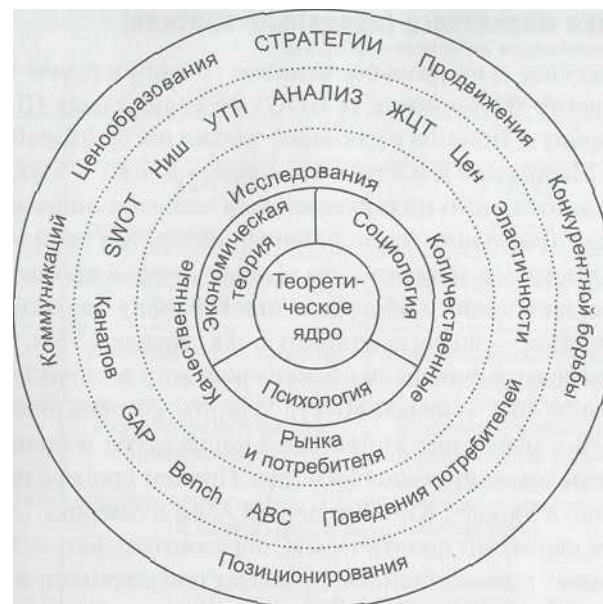 СТРАТЕГИИ
Продвижения
Конкурентной борьбы
Позиционирования
Коммуникаций
Ценообразования
АНАЛИЗ
ЖЦТ
Цен
Эластичности
Поведения потребителей
ABC
Bench
GAP
Каналов
SWOT
Ниш
УТП
Исследования
Количественные
Рынка
и потребителя
Качественные
Экономическая
теория
Социология
Психология
Теорети-
ческое
ядро